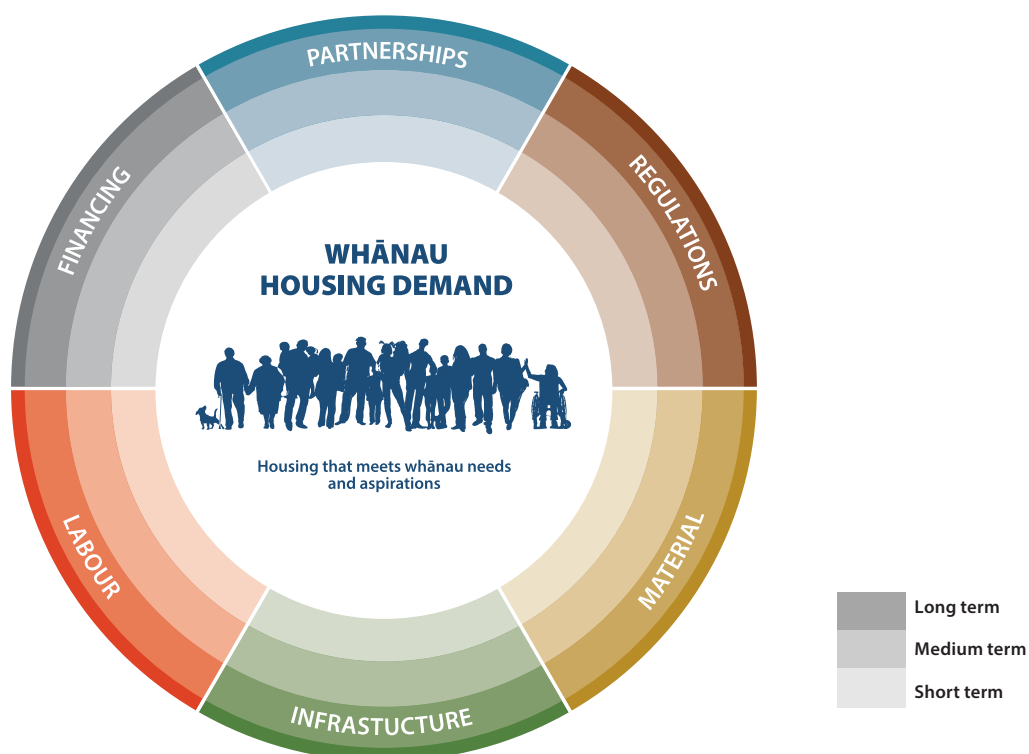 PARTNERSHIPS
FINANCING
REGULATIONS
WHĀNAU
HOUSING DEMAND
Housing that meets whānau needs
and aspirations
LABOUR
MATERIAL
INFRASTUCTURE
Long term
Medium term
Short term